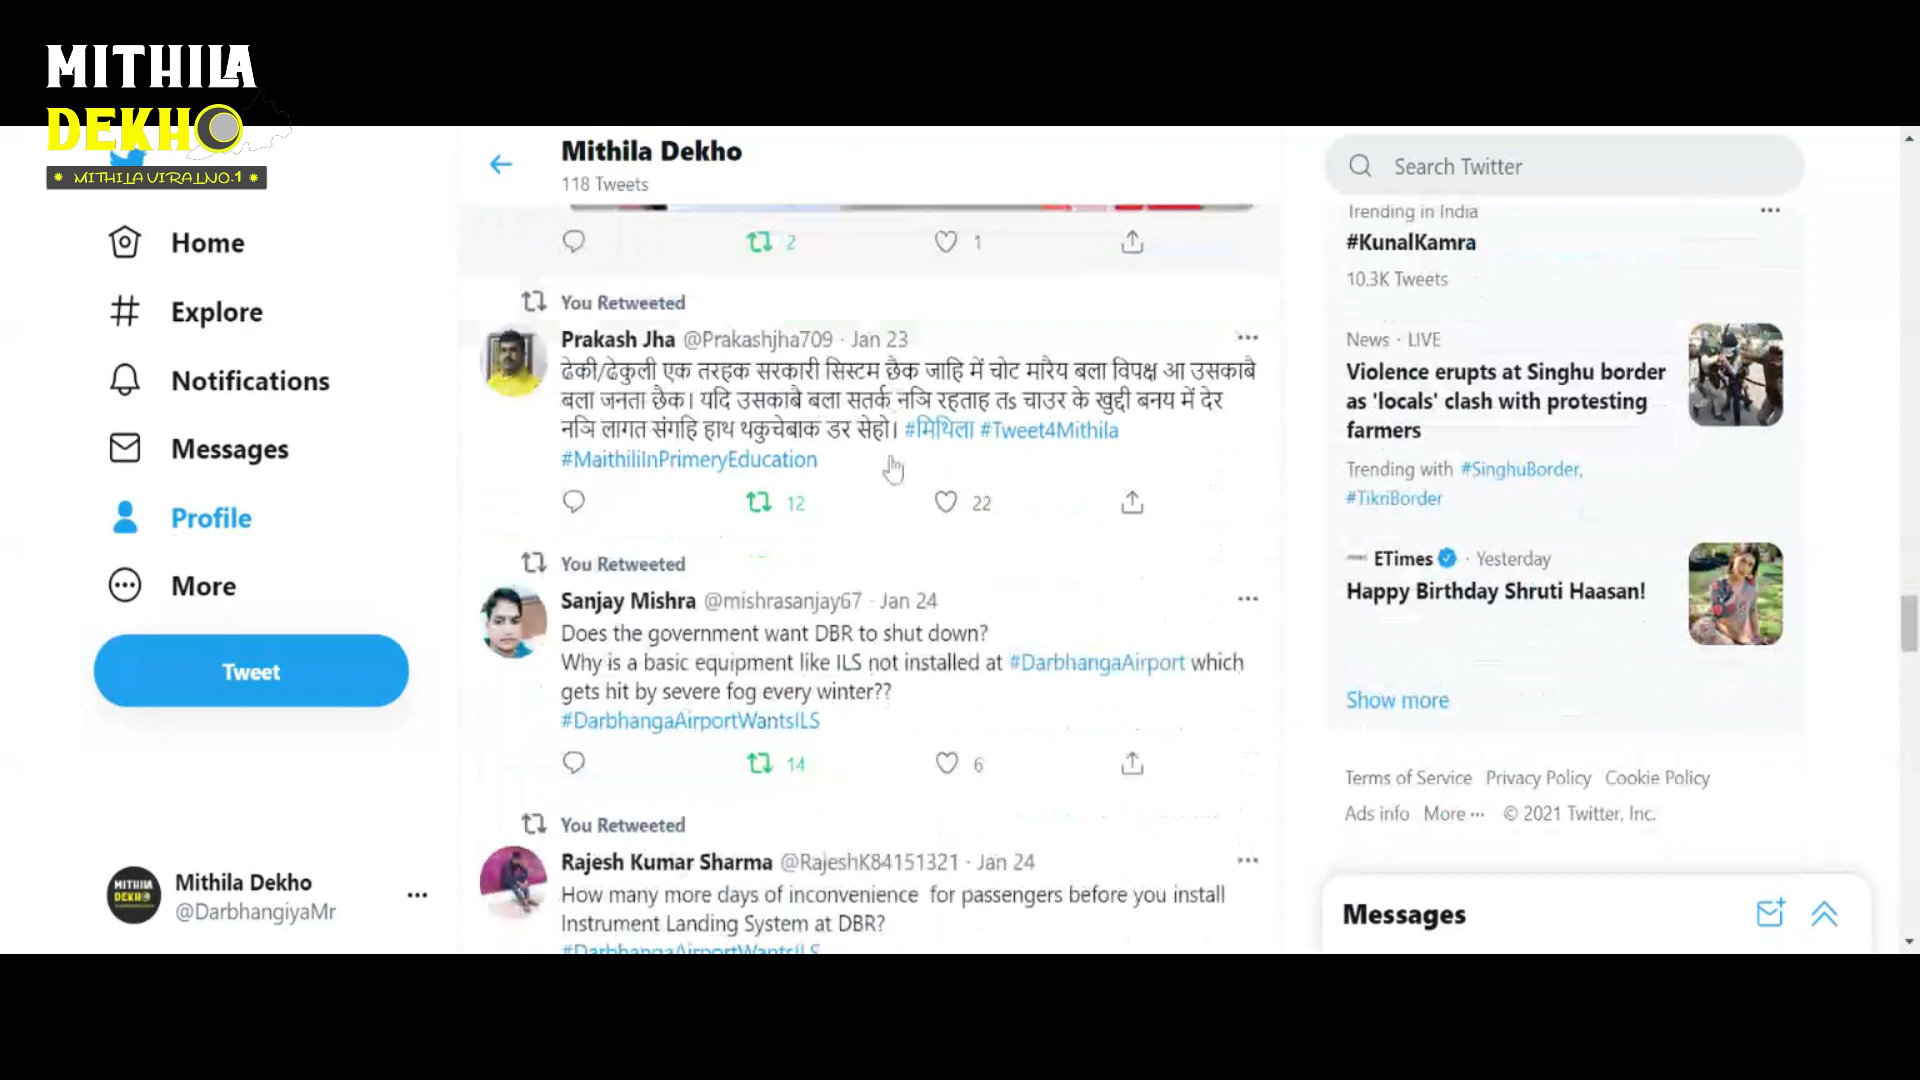 MITHILA
DEKHO
* MITHILA VIRAL NO.1 *
Home
Explore
Notifications
Messages
Profile
More
Tweet
Mithila Dekho
@DarbhangiyaMr
Mithila Dekho
118 Tweets
2
1
You Retweeted
Prakash Jha @Prakashjha709 · Jan 23
ढेकी/ढेकुली एक तरहक सरकारी सिस्टम छैक जाहि में चोट मारैय बला विपक्ष आ उसकाबै
बला जनता छैक। यदि उसकाबै बला सतर्क नञि रहताह तs चाउर के खुद्दी बनय में देर
नञि लागत संगहि हाथ थकुचेबाक डर सेहो। #मिथिला #Tweet4Mithila
#MaithiliInPrimeryEducation
12
22
You Retweeted
Sanjay Mishra @mishrasanjay67 · Jan 24
Does the government want DBR to shut down?
Why is a basic equipment like ILS not installed at #DarbhangaAirport which
gets hit by severe fog every winter??
#DarbhangaAirportWantsILS
14
6
You Retweeted
Rajesh Kumar Sharma @RajeshK84151321 · Jan 24
How many more days of inconvenience for passengers before you install
Instrument Landing System at DBR?
#DarbhangaAirportWantsILS
Search Twitter
Trending in India
#KunalKamra
10.3K Tweets
News · LIVE
Violence erupts at Singhu border
as 'locals' clash with protesting
farmers
Trending with #SinghuBorder,
#TikriBorder
ETimes · Yesterday
Happy Birthday Shruti Haasan!
Show more
Terms of Service Privacy Policy Cookie Policy
Ads info More ··· © 2021 Twitter, Inc.
Messages